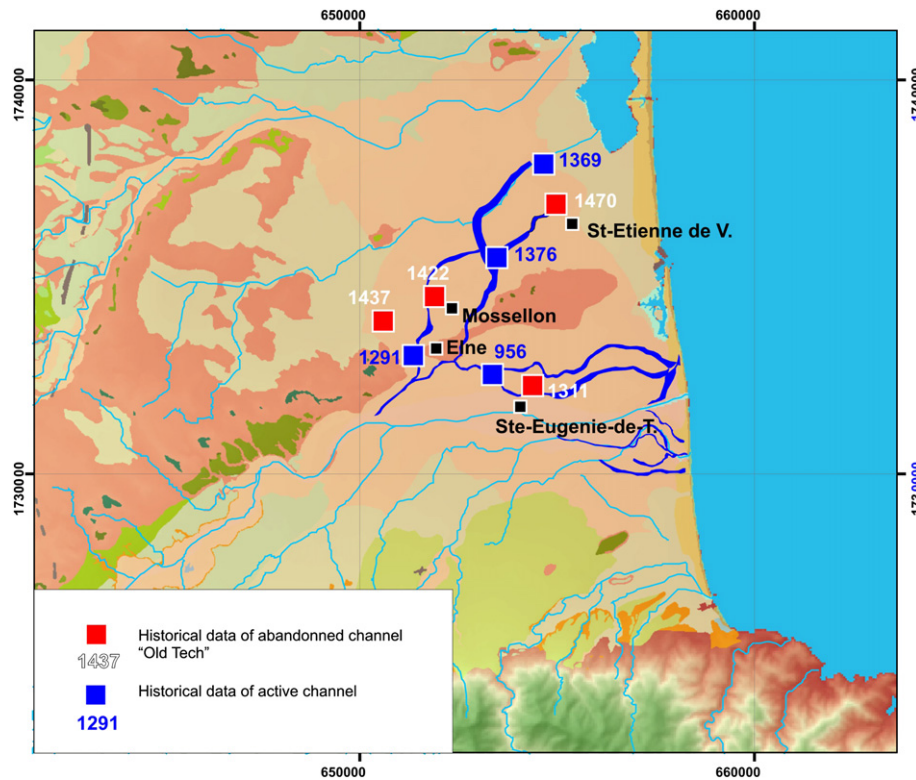 650000
660000
1740000
1369
1470
St-Etienne de V.
1376
1422
1437
Mossellon
Elne
1291
956
1311
Ste-Eugenie-de-T.
1730000
1730000
Historical data of abandonned channel
"Old Tech"
1437
Historical data of active channel
1291
650000
660000